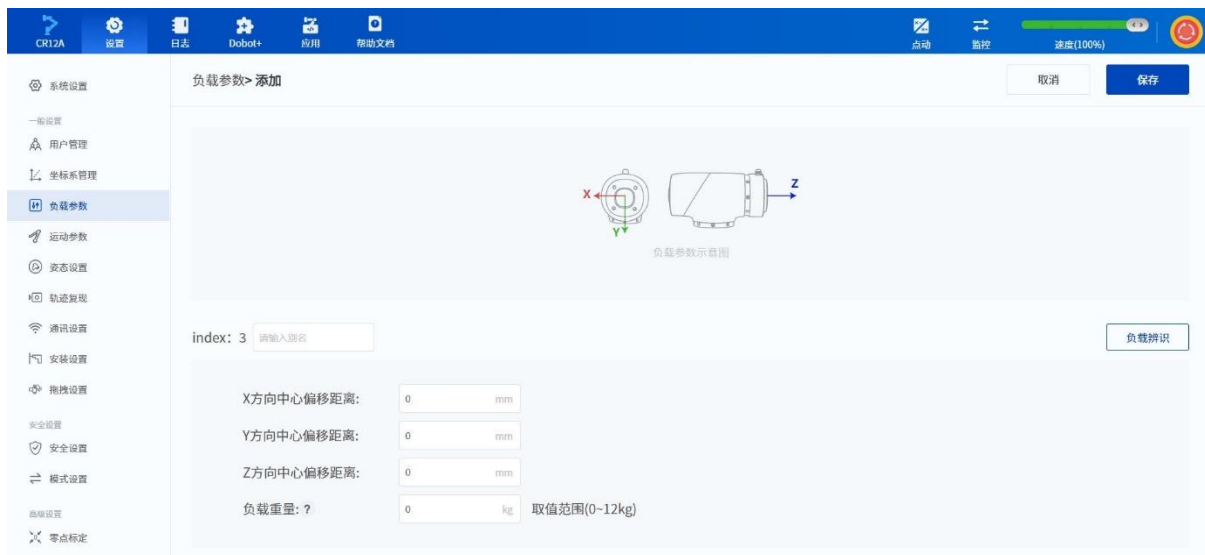 CR12A 设置 日志 Dobot+ 应用 帮助文档 点动 监控 速度(100%)
系统设置
负载参数> 添加 取消 保存
一般设置
用户管理
坐标系管理
负载参数
运动参数
姿态设置
轨迹复现
通讯设置
安装设置
拖拽设置
安全设置
安全设置
模式设置
高级设置
零点标定
X Y Z
负载参数示意图
index: 3 请输入别名 负载辨识
X方向中心偏移距离: 0 mm
Y方向中心偏移距离: 0 mm
Z方向中心偏移距离: 0 mm
负载重量: ? 0 kg 取值范围(0~12kg)